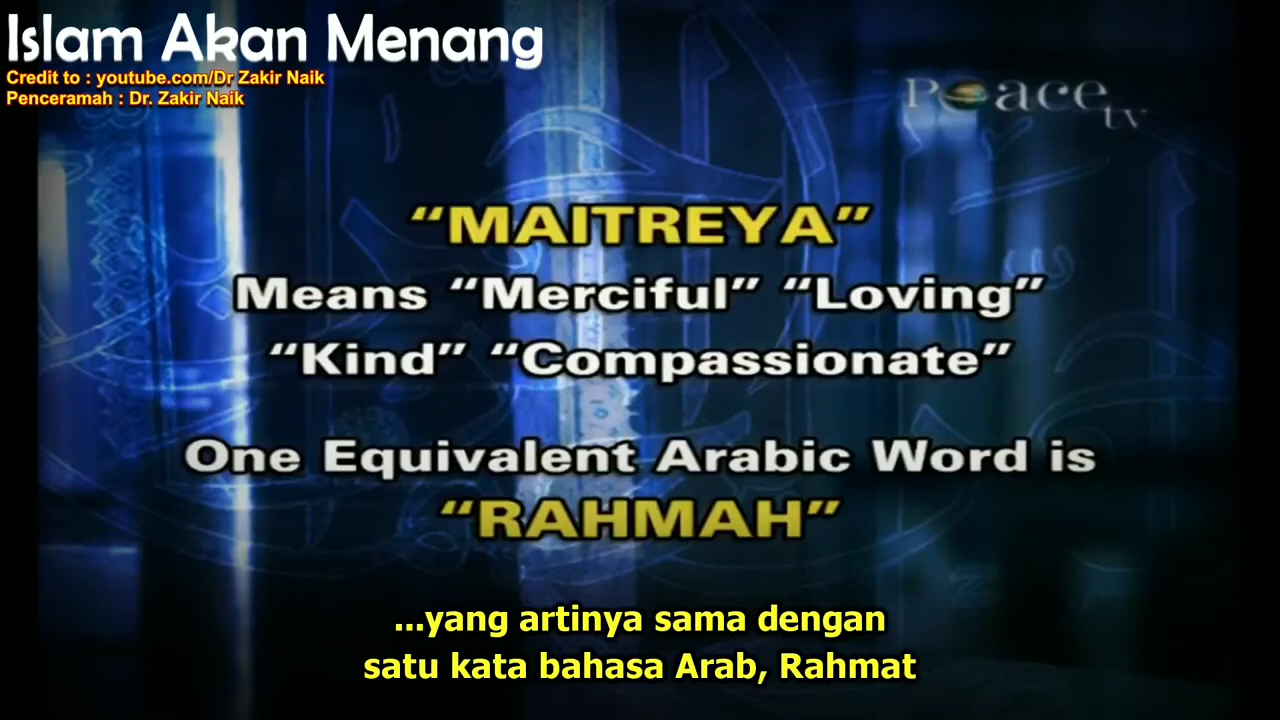 Islam Akan Menang
Credit to : youtube.com/Dr Zakir Naik
Penceramah : Dr. Zakir Naik
Peace
tv
“MAITREYA”
Means “Merciful” “Loving”
“Kind” “Compassionate”
One Equivalent Arabic Word is
“RAHMAH”
...yang artinya sama dengan
satu kata bahasa Arab, Rahmat